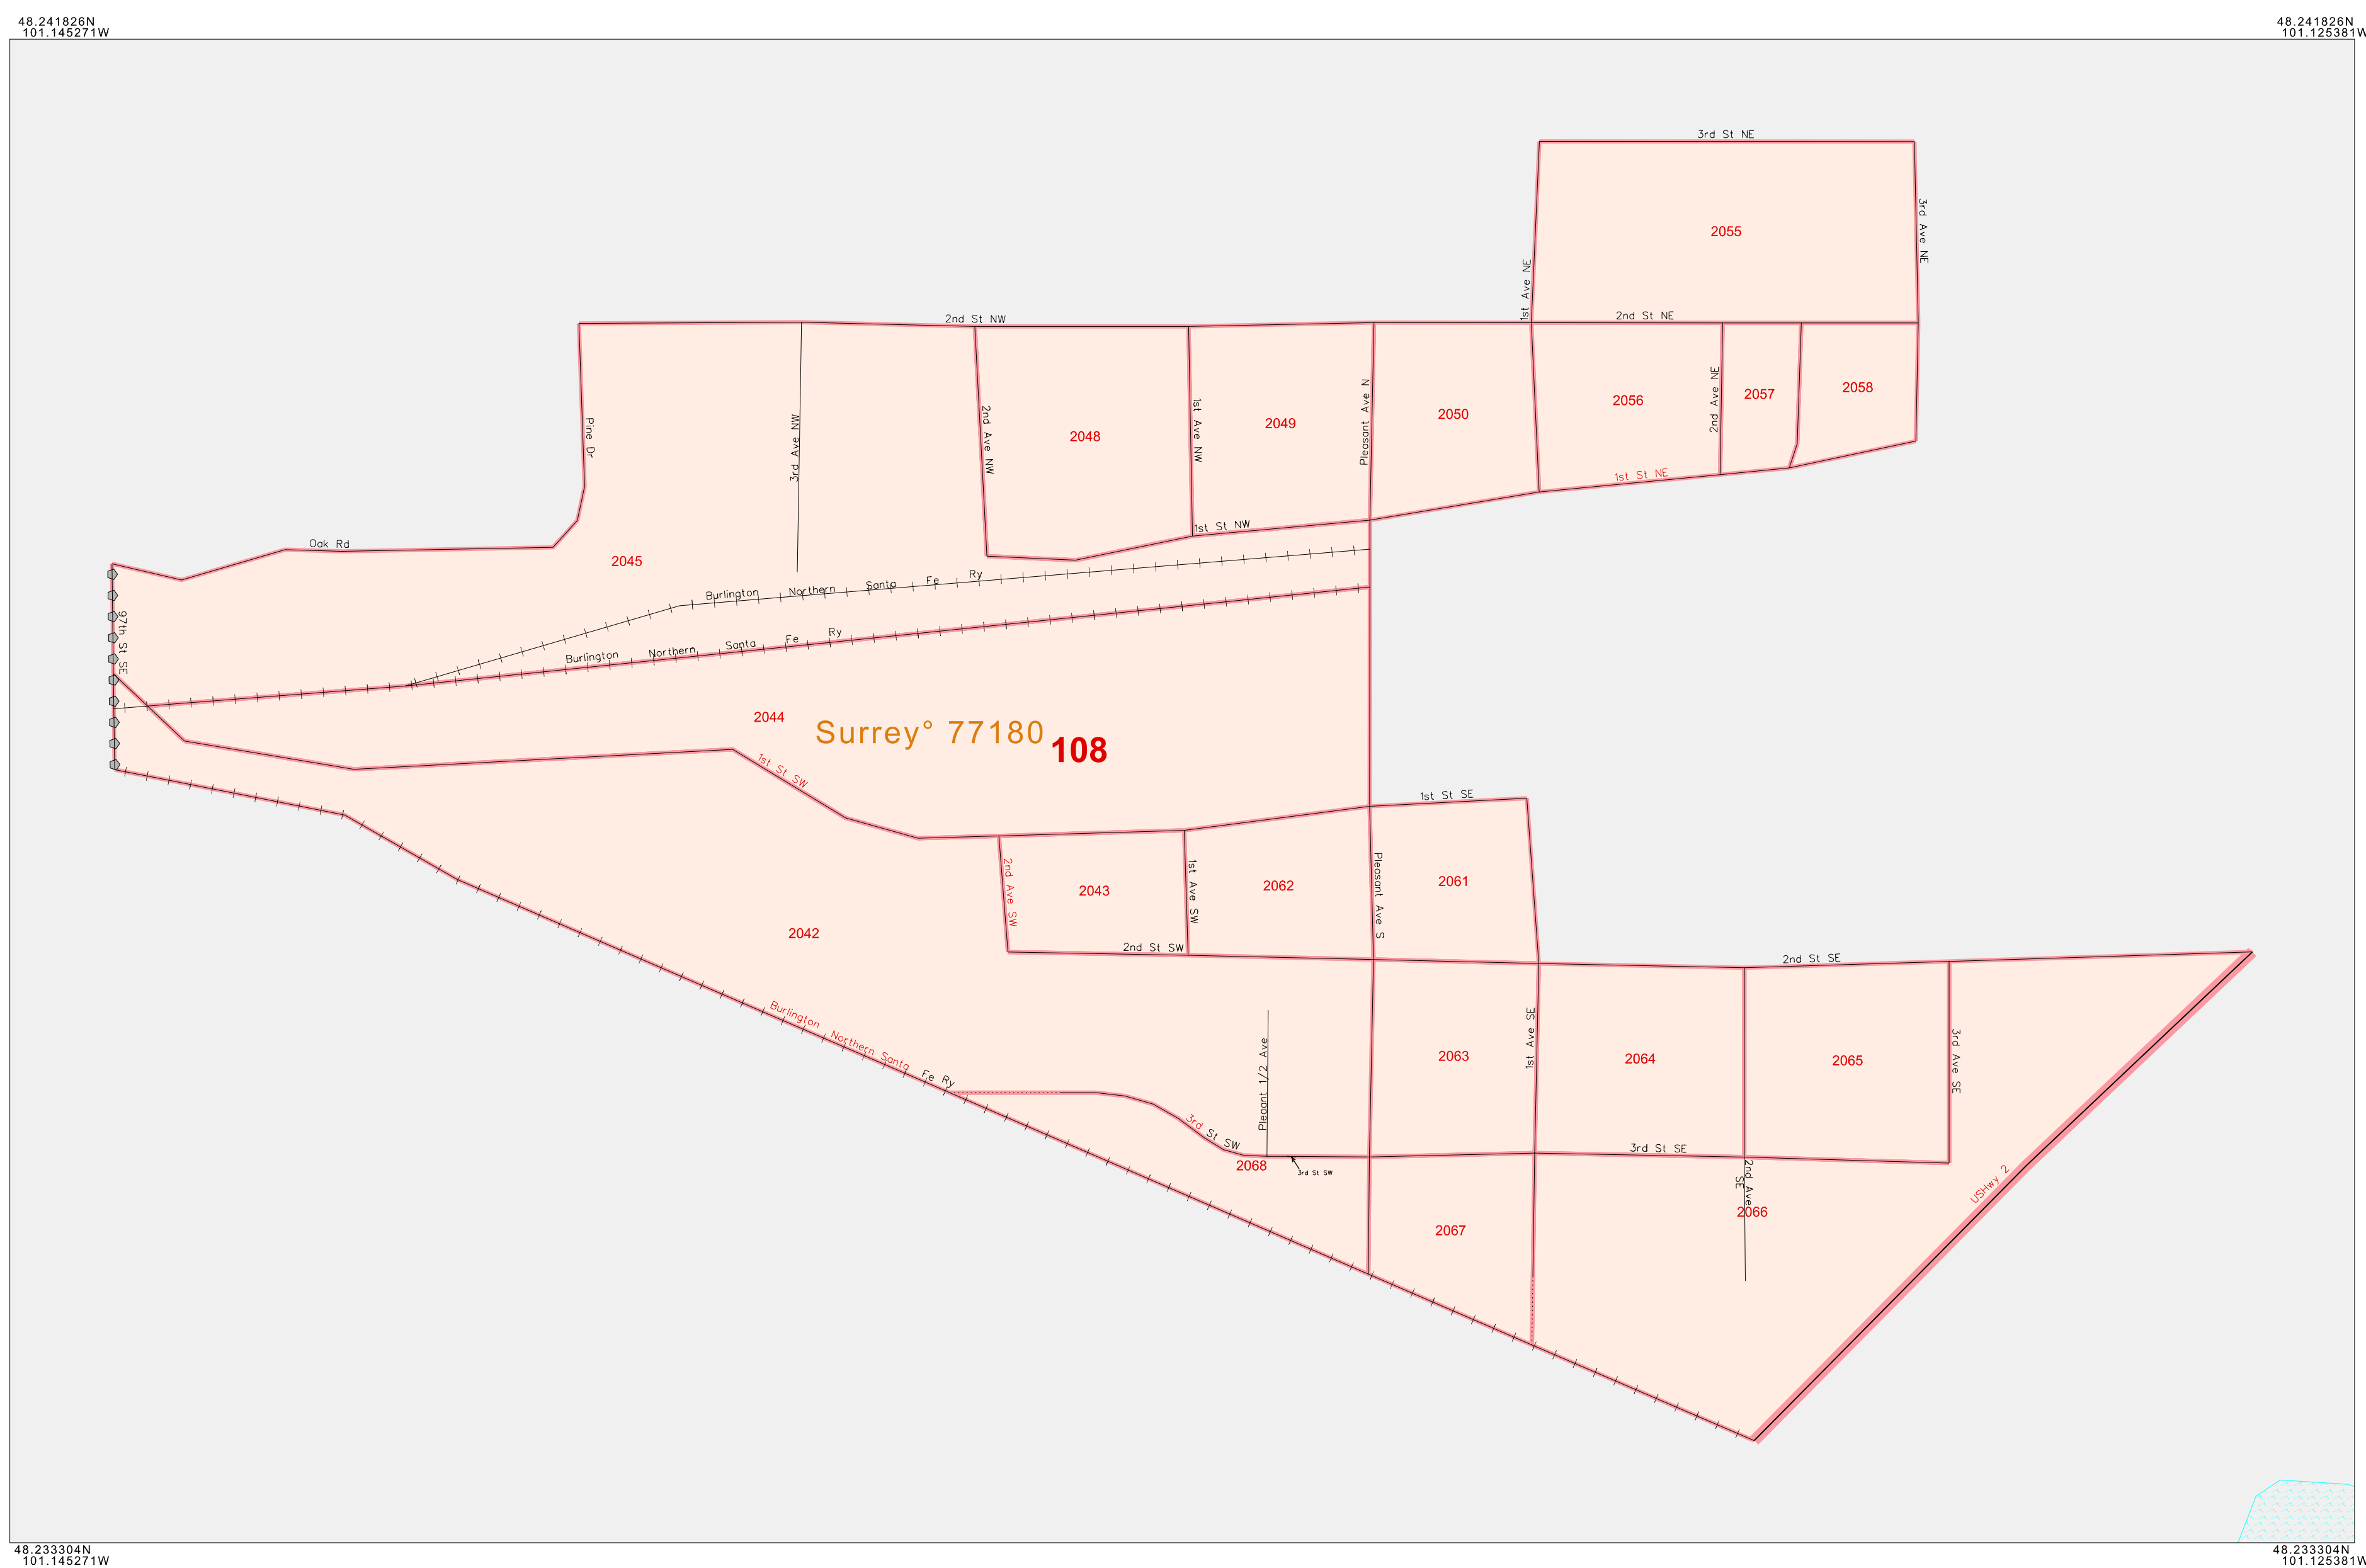 48.241826N
101.145271W
48.241826N
101.125381W
3rd St NE
3rd Ave NE
2055
1st Ave NE
2nd St NW
2nd St NE
Pine Dr
3rd Ave NW
2nd Ave NW
2048
1st Ave NW
2049
Pleasant Ave N
2050
2056
2nd Ave NE
2057
2058
1st St NE
1st St NW
Oak Rd
2045
Burlington Northern Santa Fe Ry
97th St SE
Burlington Northern Santa Fe Ry
2044
Surrey° 77180
108
1st St SW
1st St SE
2nd Ave SW
2043
1st Ave SW
2062
Pleasant Ave S
2061
2042
2nd St SW
2nd St SE
Burlington Northern Santa Fe Ry
Pleasant 1/2 Ave
2063
1st Ave SE
2064
2065
3rd Ave SE
3rd St SW
3rd St SW
2068
3rd St SE
2nd Ave
SE
2066
2067
USHwy 2
48.233304N
101.145271W
48.233304N
101.125381W